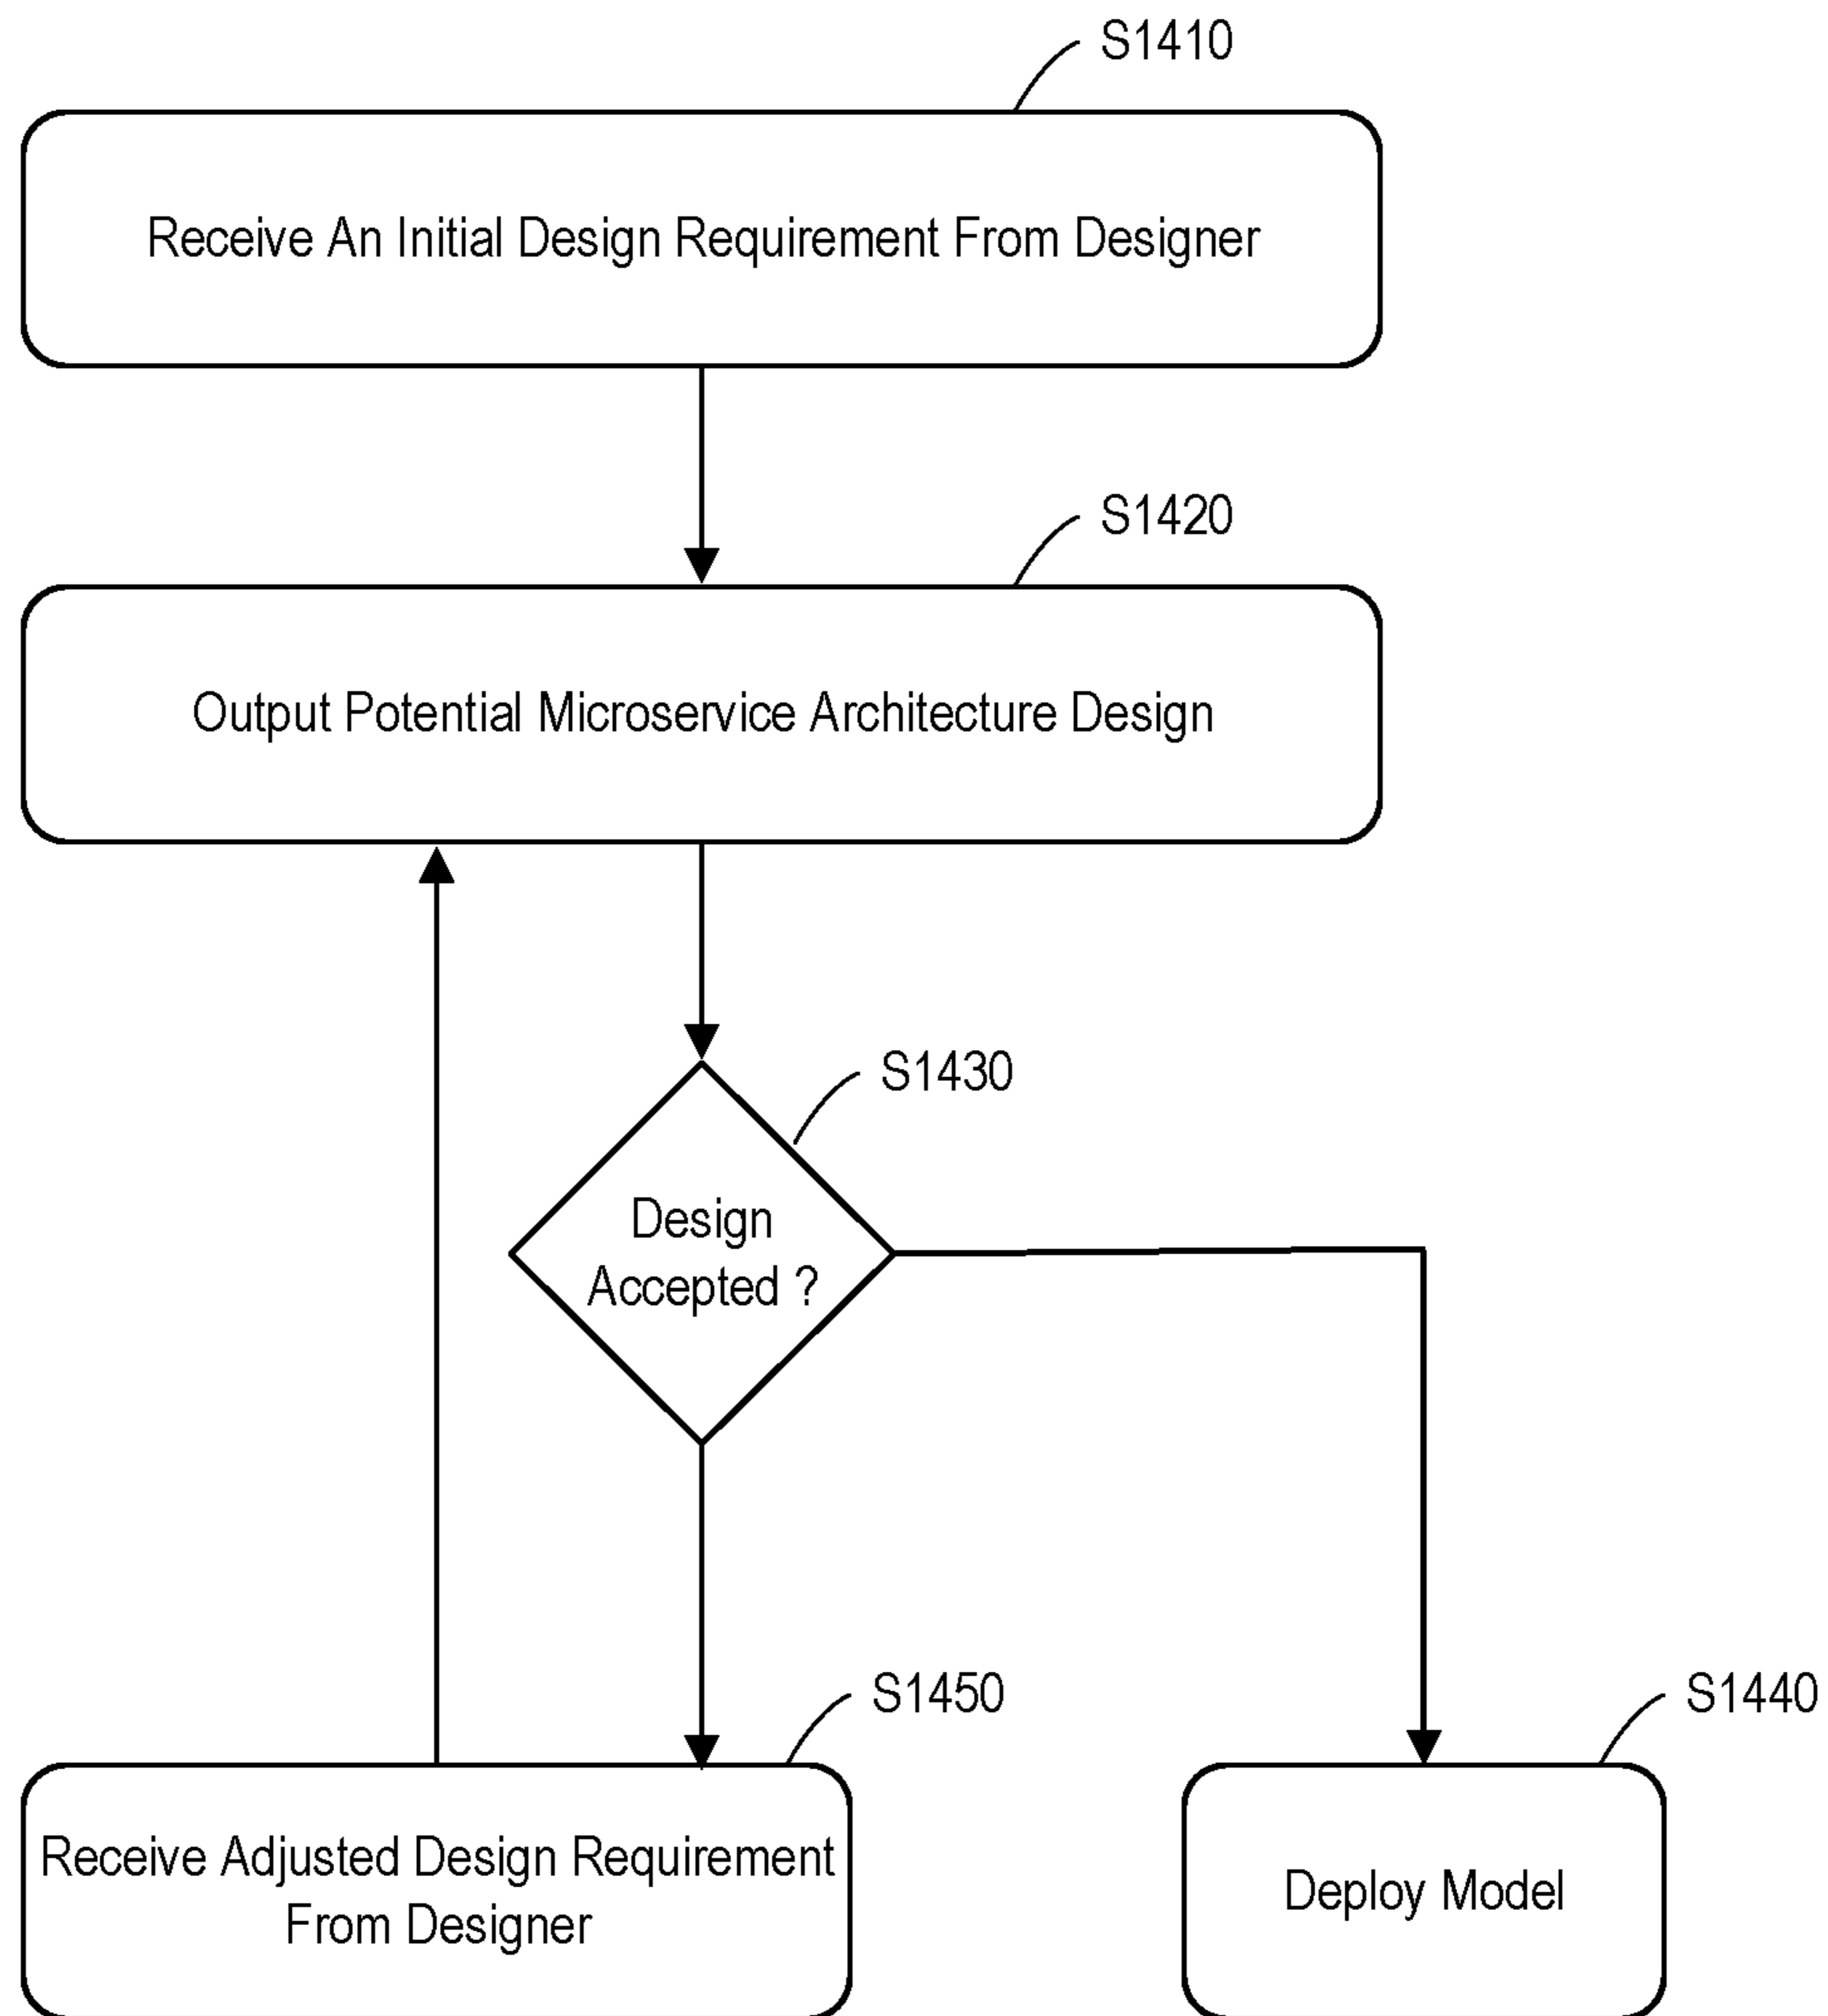 S1410
Receive An Initial Design Requirement From Designer
S1420
Output Potential Microservice Architecture Design
S1430
Design
Accepted ?
S1450
S1440
Receive Adjusted Design Requirement
From Designer
Deploy Model